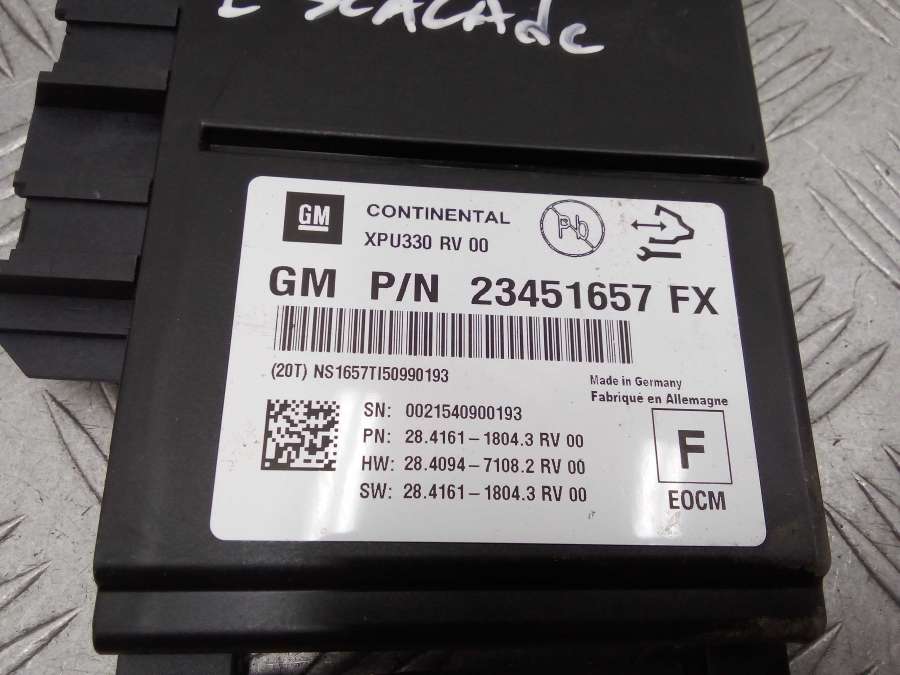 ESCALAdc
GM CONTINENTAL
XPU330 RV 00
Pb
GM P/N 23451657 FX
(20T) NS1657TI50990193
Made in Germany
Fabriqué en Allemagne
SN: 0021540900193
PN: 28.4161-1804.3 RV 00
HW: 28.4094-7108.2 RV 00
SW: 28.4161-1804.3 RV 00
F
EOCM